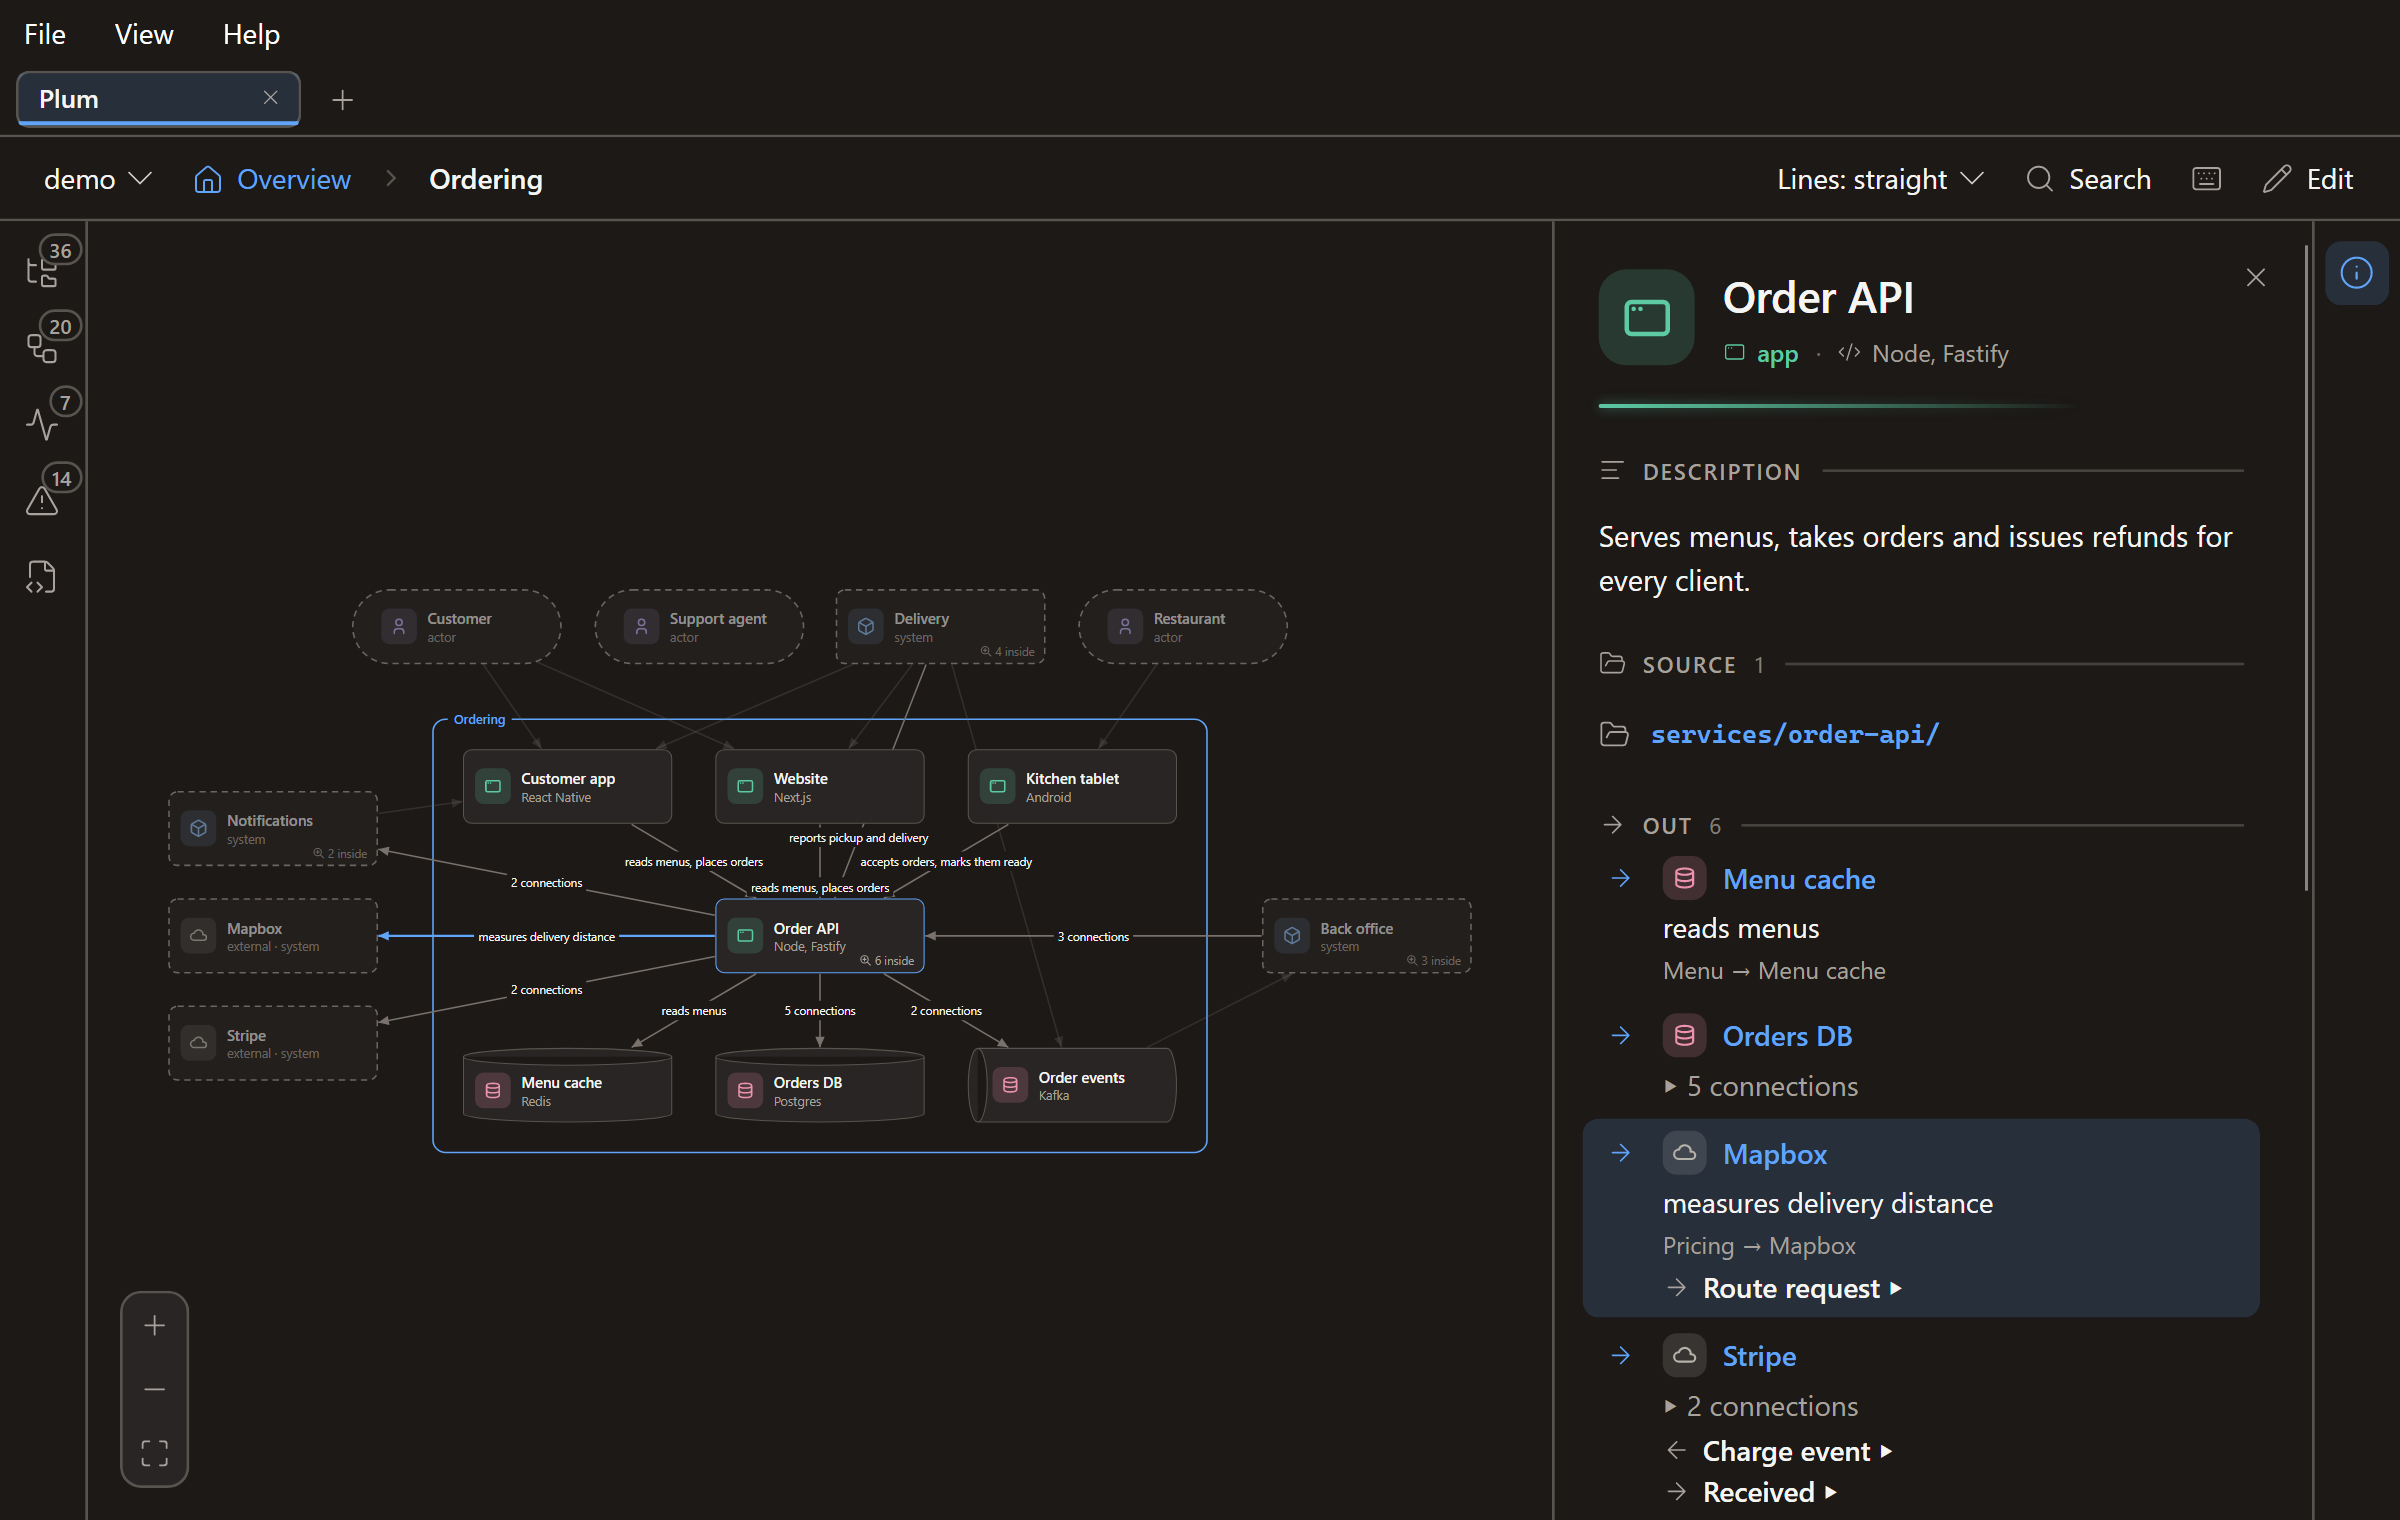 File View Help
Plum
demo Overview Ordering
Lines: straight Search Edit
36
20
7
14
Customer
actor
Support agent
actor
Delivery
system
4 inside
Restaurant
actor
Ordering
Customer app
React Native
Website
Next.js
Kitchen tablet
Android
Notifications
system
2 inside
reports pickup and delivery
reads menus, places orders
accepts orders, marks them ready
2 connections
reads menus, places orders
Mapbox
external · system
measures delivery distance
Order API
Node, Fastify
6 inside
3 connections
Back office
system
3 inside
2 connections
Stripe
external · system
reads menus
5 connections
2 connections
Menu cache
Redis
Orders DB
Postgres
Order events
Kafka
Order API
app · Node, Fastify
DESCRIPTION
Serves menus, takes orders and issues refunds for
every client.
SOURCE 1
services/order-api/
OUT 6
Menu cache
reads menus
Menu → Menu cache
Orders DB
5 connections
Mapbox
measures delivery distance
Pricing → Mapbox
Route request
Stripe
2 connections
Charge event
Received